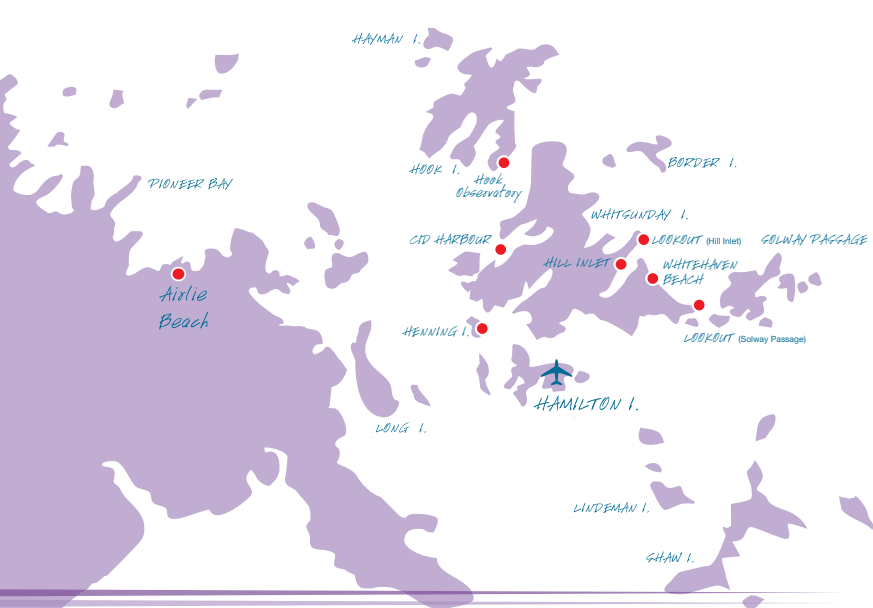 HAYMAN I.
HOOK I.
BORDER I.
PIONEER BAY
Hook
Observatory
WHITSUNDAY I.
CID HARBOUR
LOOKOUT (Hill Inlet)
SOLWAY PASSAGE
HILL INLET
WHITEHAVEN
BEACH
Airlie
Beach
HENNING I.
LOOKOUT (Solway Passage)
HAMILTON I.
LONG I.
LINDEMAN I.
SHAW I.